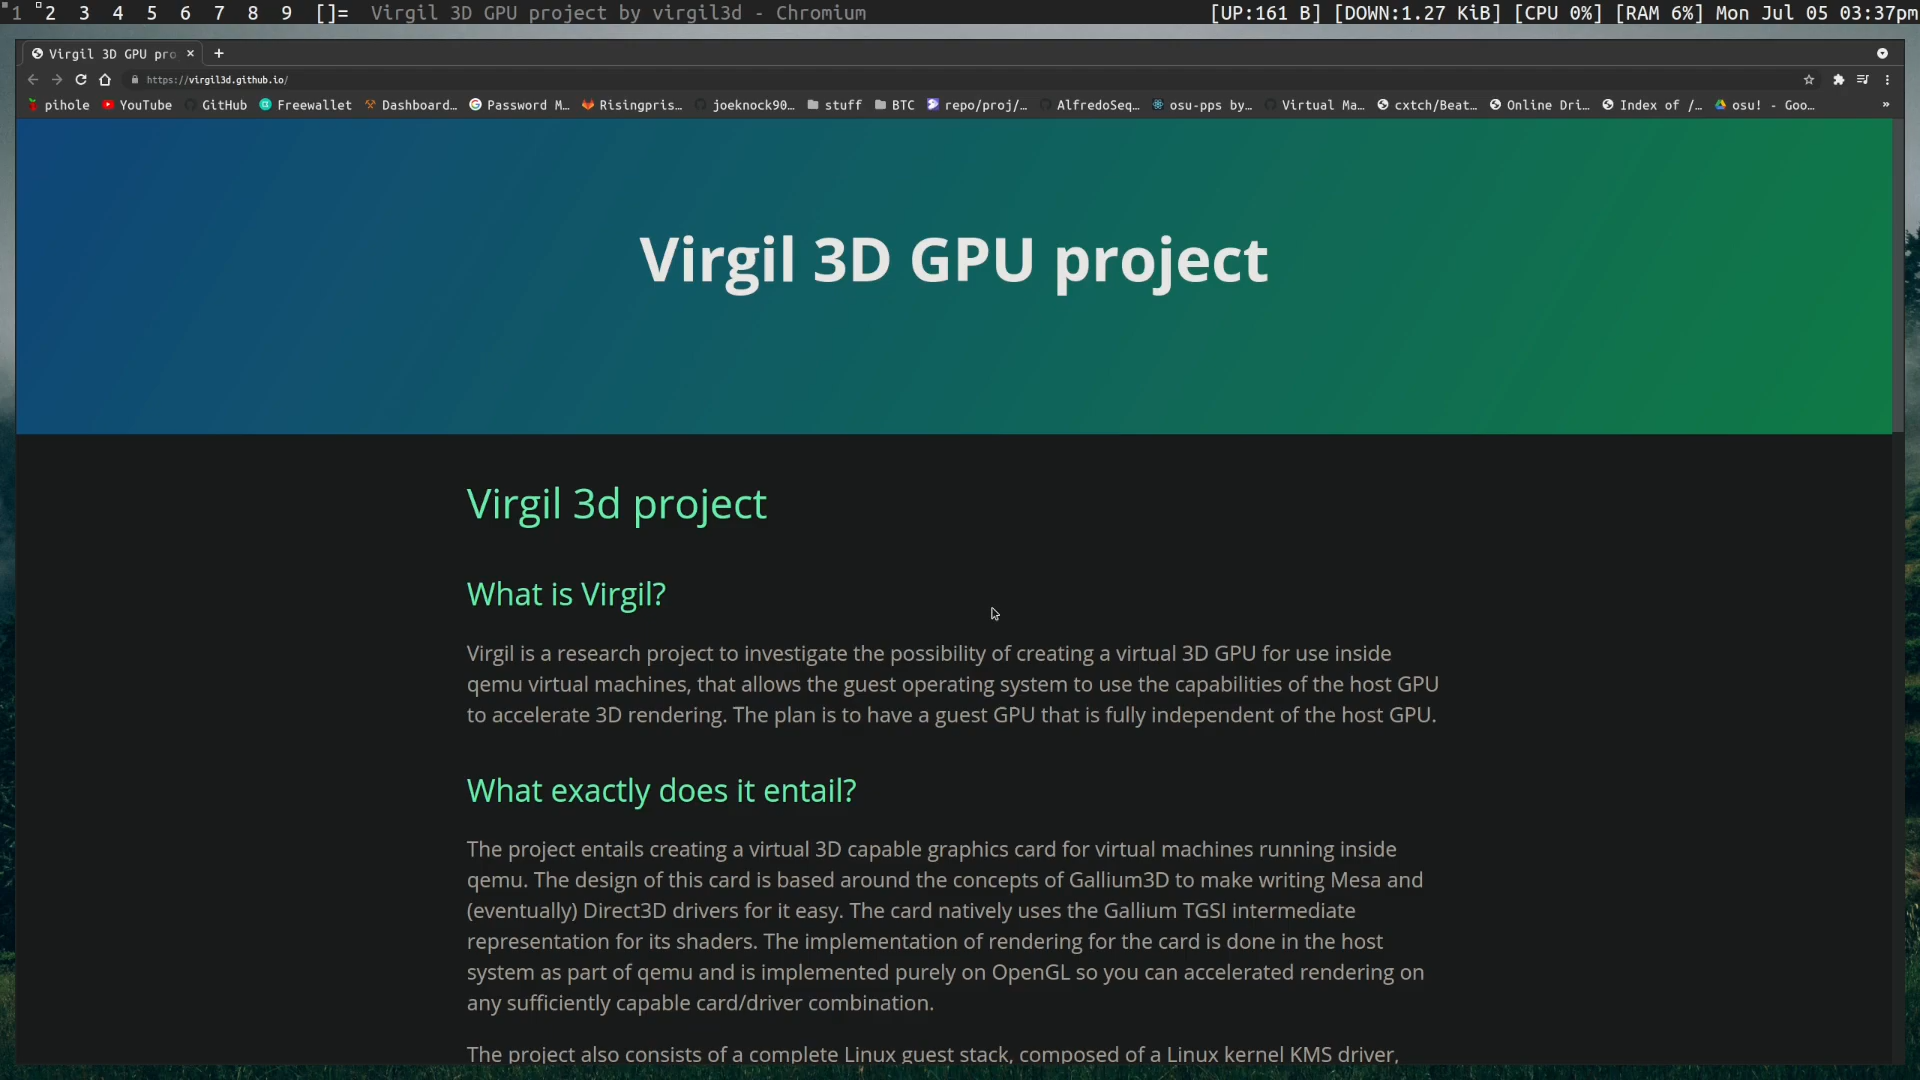 1 2 3 4 5 6 7 8 9 []= Virgil 3D GPU project by virgil3d - Chromium [UP:161 B] [DOWN:1.27 KiB] [CPU 0%] [RAM 6%] Mon Jul 05 03:37pm
Virgil 3D GPU pro
https://virgil3d.github.io/
pihole YouTube GitHub Freewallet Dashboard… Password M… Risingpris… joeknock90… stuff BTC repo/proj/… AlfredoSeq… osu-pps by… Virtual Ma… cxtch/Beat… Online Dri… Index of /… osu! - Goo… »
Virgil 3D GPU project
Virgil 3d project
What is Virgil?
Virgil is a research project to investigate the possibility of creating a virtual 3D GPU for use inside
qemu virtual machines, that allows the guest operating system to use the capabilities of the host GPU
to accelerate 3D rendering. The plan is to have a guest GPU that is fully independent of the host GPU.
What exactly does it entail?
The project entails creating a virtual 3D capable graphics card for virtual machines running inside
qemu. The design of this card is based around the concepts of Gallium3D to make writing Mesa and
(eventually) Direct3D drivers for it easy. The card natively uses the Gallium TGSI intermediate
representation for its shaders. The implementation of rendering for the card is done in the host
system as part of qemu and is implemented purely on OpenGL so you can accelerated rendering on
any sufficiently capable card/driver combination.
The project also consists of a complete Linux guest stack, composed of a Linux kernel KMS driver,